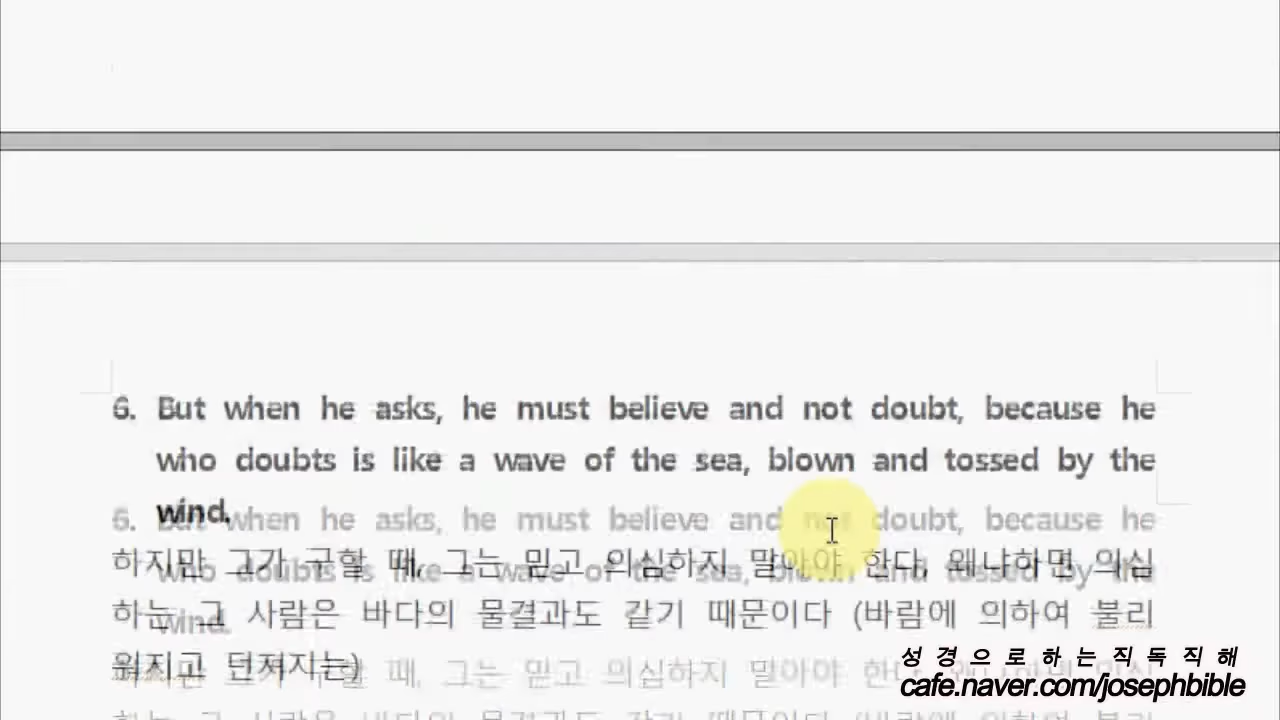 6. But when he asks, he must believe and not doubt, because he
who doubts is like a wave of the sea, blown and tossed by the
wind.
하지만 그가 구할 때, 그는 믿고 의심하지 말아야 한다, 왜냐하면 의심
하는 그 사람은 바다의 물결과도 같기 때문이다 (바람에 의하여 불리
워지고 던져지는)
성경으로하는직독직해
cafe.naver.com/josephbible